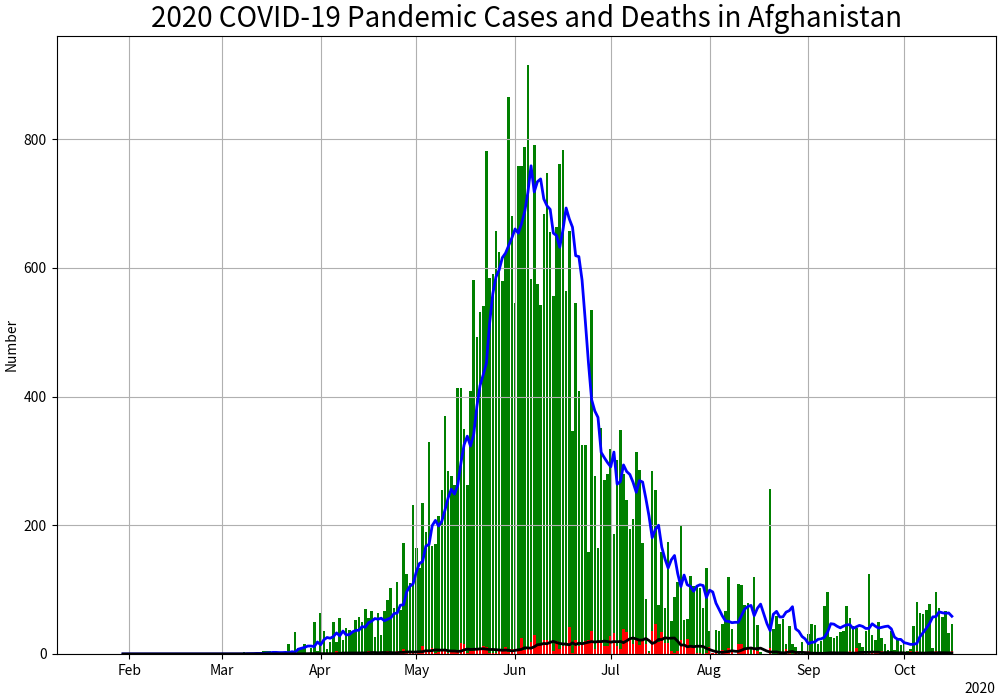 2020 COVID-19 Pandemic Cases and Deaths in Afghanistan
800
600
400
200
0
Number
Feb Mar Apr May Jun Jul Aug Sep Oct
2020